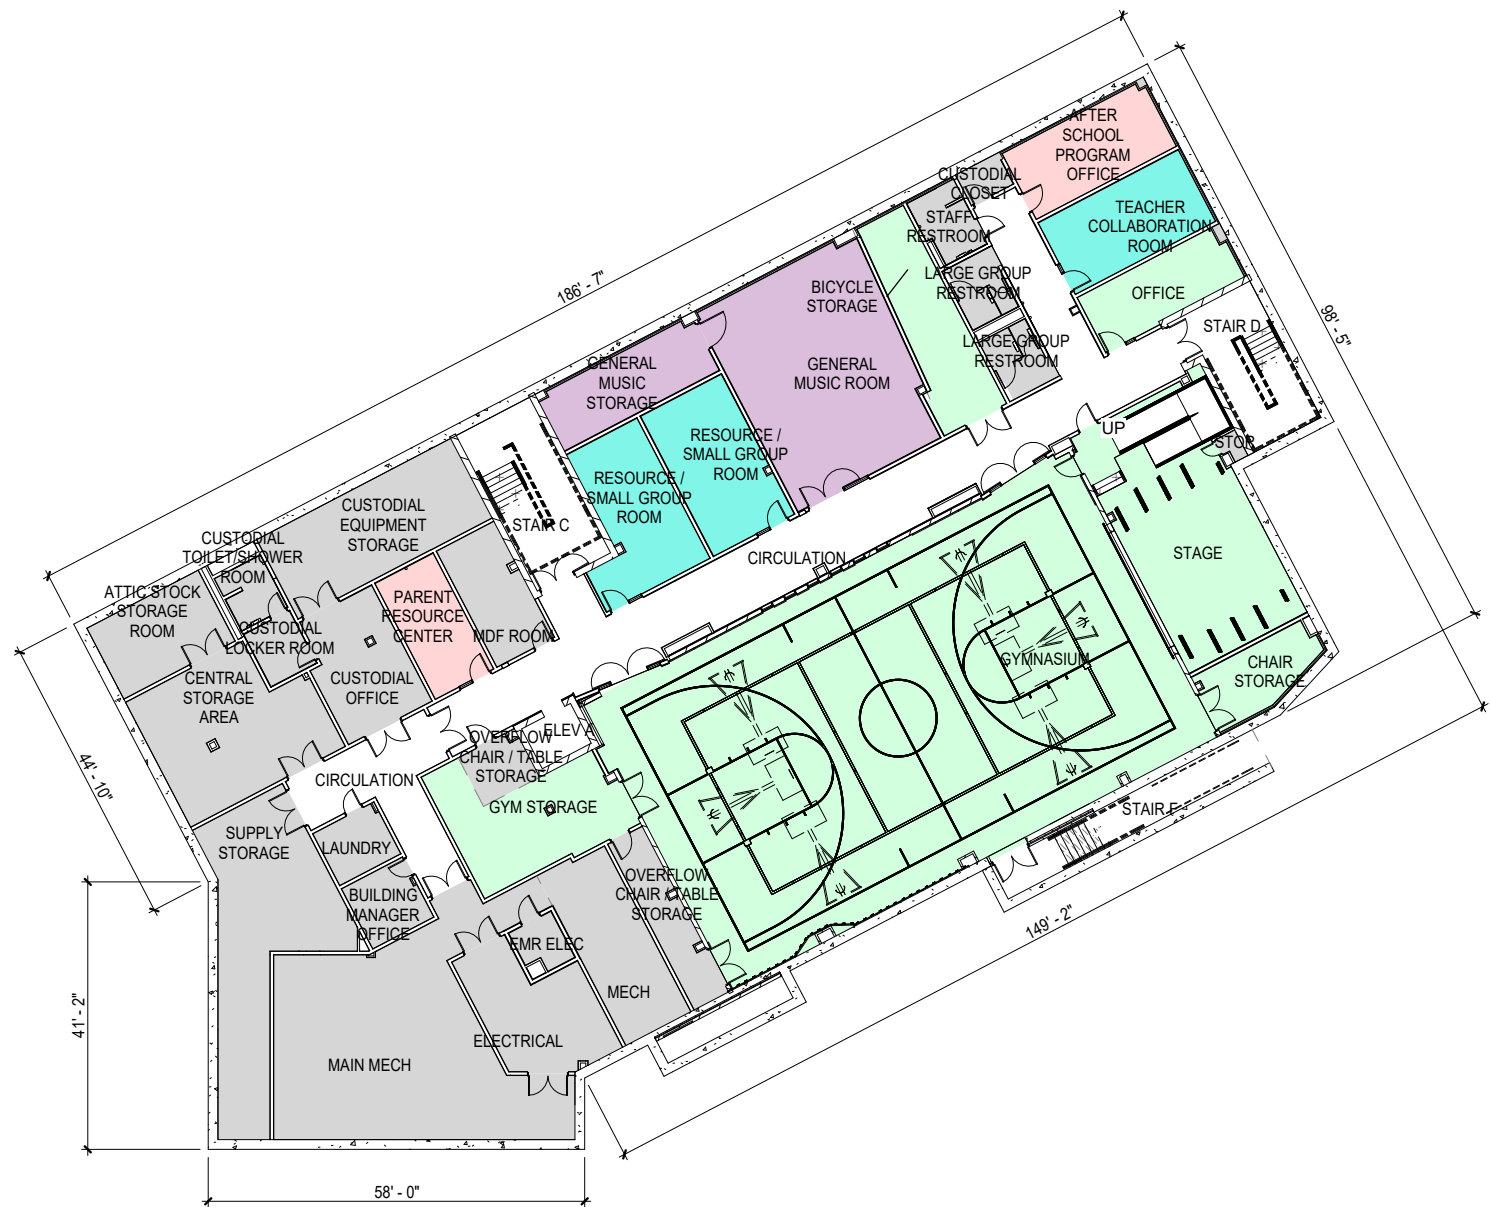 AFTER
SCHOOL
PROGRAM
OFFICE
CUSTODIAL
CLOSET
TEACHER
COLLABORATION
ROOM
STAFF
RESTROOM
186' - 7"
BICYCLE
STORAGE
LARGE GROUP
RESTROOM
OFFICE
STAIR D
98' - 5"
LARGE GROUP
RESTROOM
GENERAL
MUSIC
STORAGE
GENERAL
MUSIC ROOM
UP
STOR
RESOURCE /
SMALL GROUP
ROOM
RESOURCE /
SMALL GROUP
ROOM
CUSTODIAL
EQUIPMENT
STORAGE
STAIR C
CUSTODIAL
TOILET/SHOWER
ROOM
CIRCULATION
STAGE
ATTIC STOCK
STORAGE
ROOM
PARENT
RESOURCE
CENTER
MDF ROOM
CUSTODIAL
LOCKER ROOM
GYMNASIUM
CHAIR
STORAGE
CENTRAL
STORAGE
AREA
CUSTODIAL
OFFICE
ELEV A
OVERFLOW
CHAIR / TABLE
STORAGE
44' - 10"
CIRCULATION
GYM STORAGE
STAIR E
SUPPLY
STORAGE
LAUNDRY
OVERFLOW
CHAIR / TABLE
STORAGE
BUILDING
MANAGER
OFFICE
149' - 2"
EMR ELEC
MECH
41' - 2"
ELECTRICAL
MAIN MECH
58' - 0"